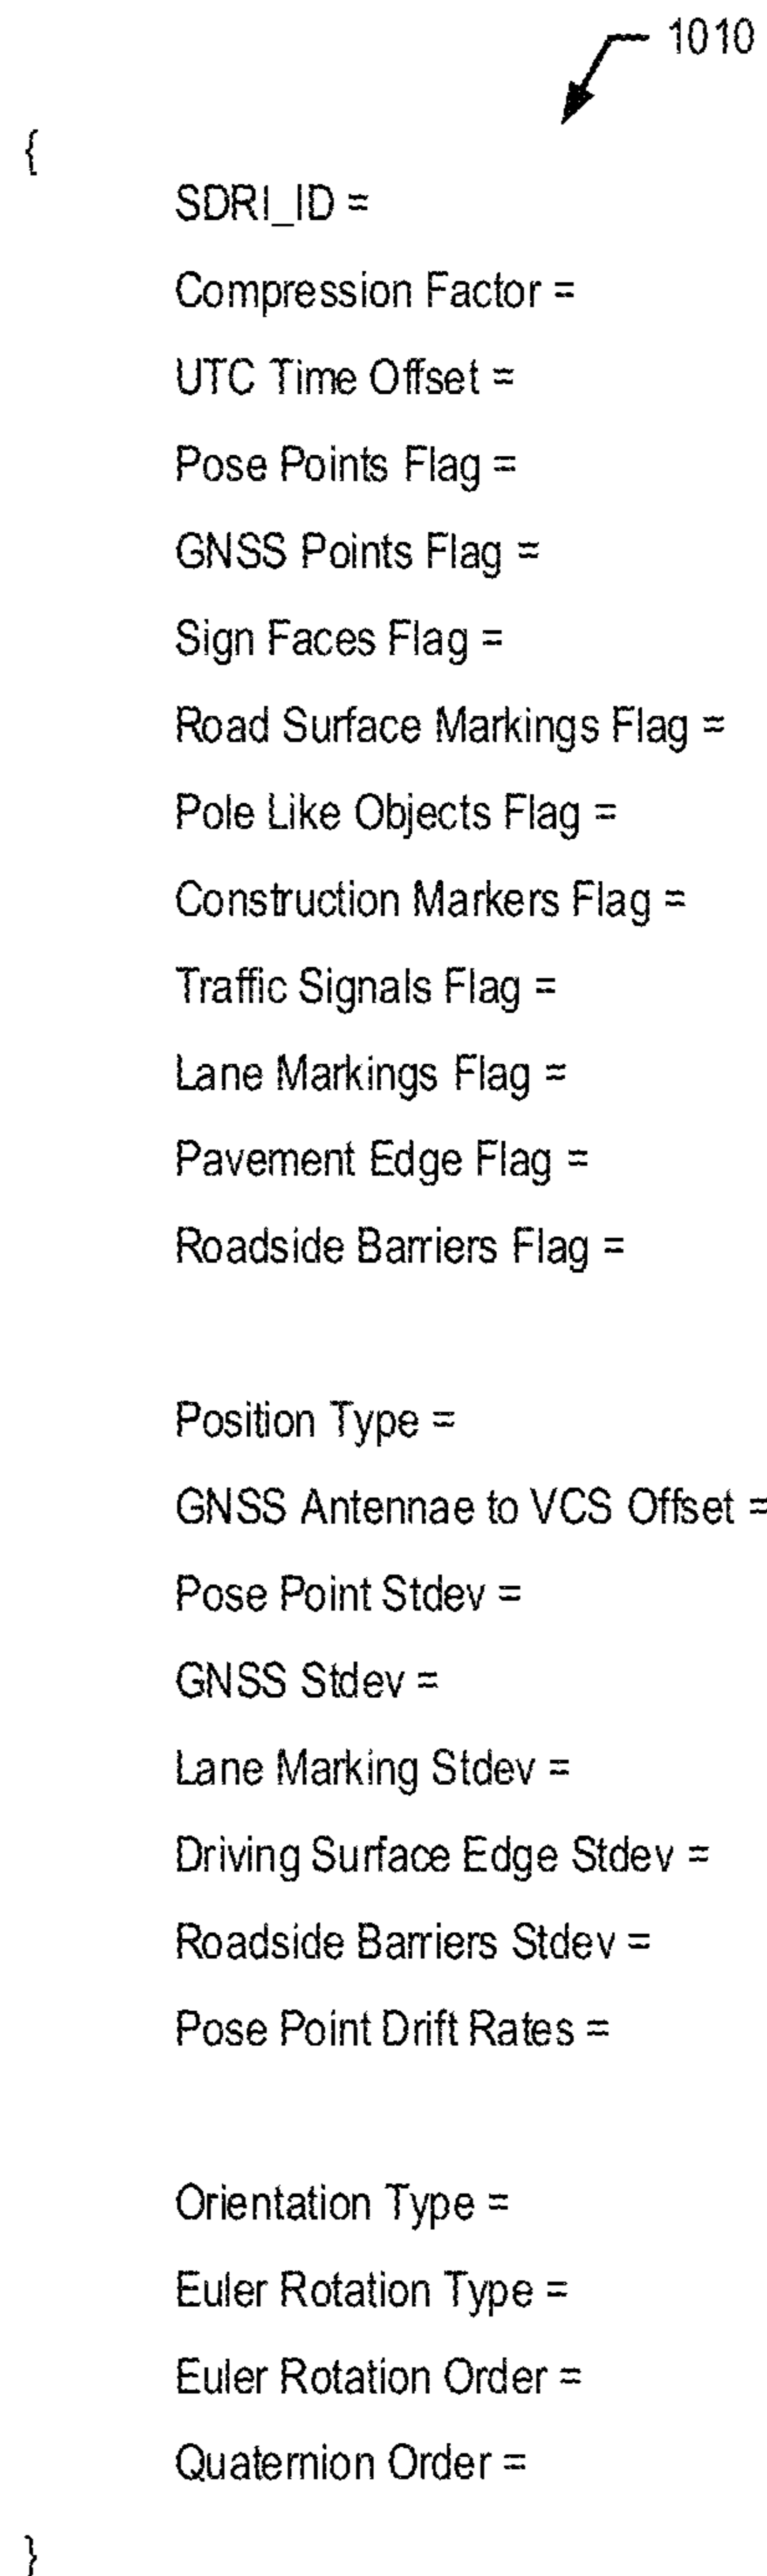 1010
{
SDRI_ID =
Compression Factor =
UTC Time Offset =
Pose Points Flag =
GNSS Points Flag =
Sign Faces Flag =
Road Surface Markings Flag =
Pole Like Objects Flag =
Construction Markers Flag =
Traffic Signals Flag =
Lane Markings Flag =
Pavement Edge Flag =
Roadside Barriers Flag =
Position Type =
GNSS Antennae to VCS Offset =
Pose Point Stdev =
GNSS Stdev =
Lane Marking Stdev =
Driving Surface Edge Stdev =
Roadside Barriers Stdev =
Pose Point Drift Rates =
Orientation Type =
Euler Rotation Type =
Euler Rotation Order =
Quaternion Order =
}